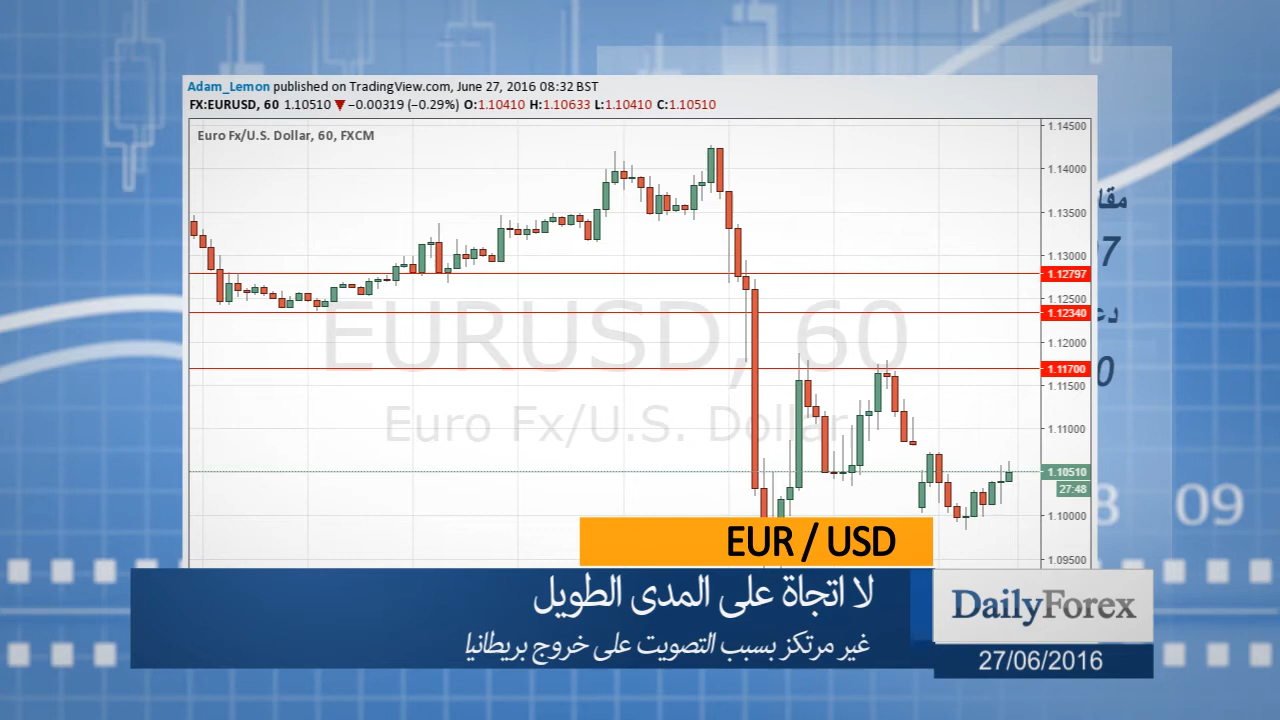 Adam_Lemon published on TradingView.com, June 27, 2016 08:32 BST
FX:EURUSD, 60 1.10510 ▼ −0.00319 (−0.29%) O:1.10410 H:1.10633 L:1.10410 C:1.10510
Euro Fx/U.S. Dollar, 60, FXCM
EURUSD, 60
Euro Fx/U.S. Dollar
1.14500
1.14000
1.13500
1.13000
1.12797
1.12500
1.12340
1.12000
1.11700
1.11500
1.11000
1.10510
27:48
1.10000
1.09500
09
EUR / USD
لا اتجاة على المدى الطويل
غير مرتكز بسبب التصويت على خروج بريطانيا
DailyForex
27/06/2016